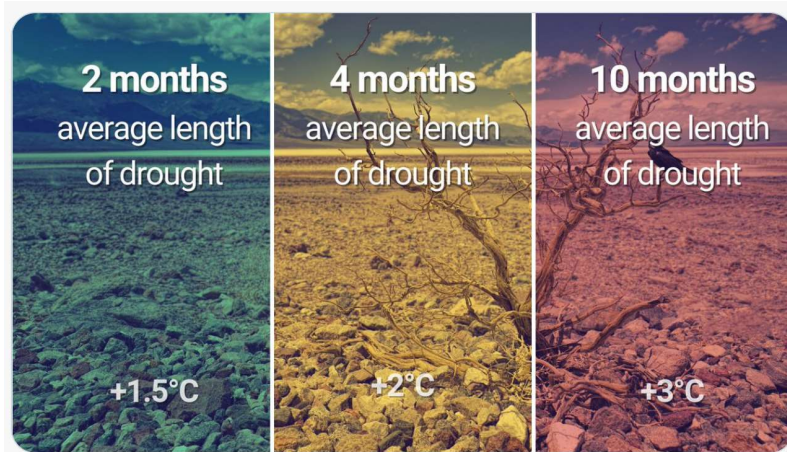 2 months
average length
of drought
+1.5°C
4 months
average length
of drought
+2°C
10 months
average length
of drought
+3°C